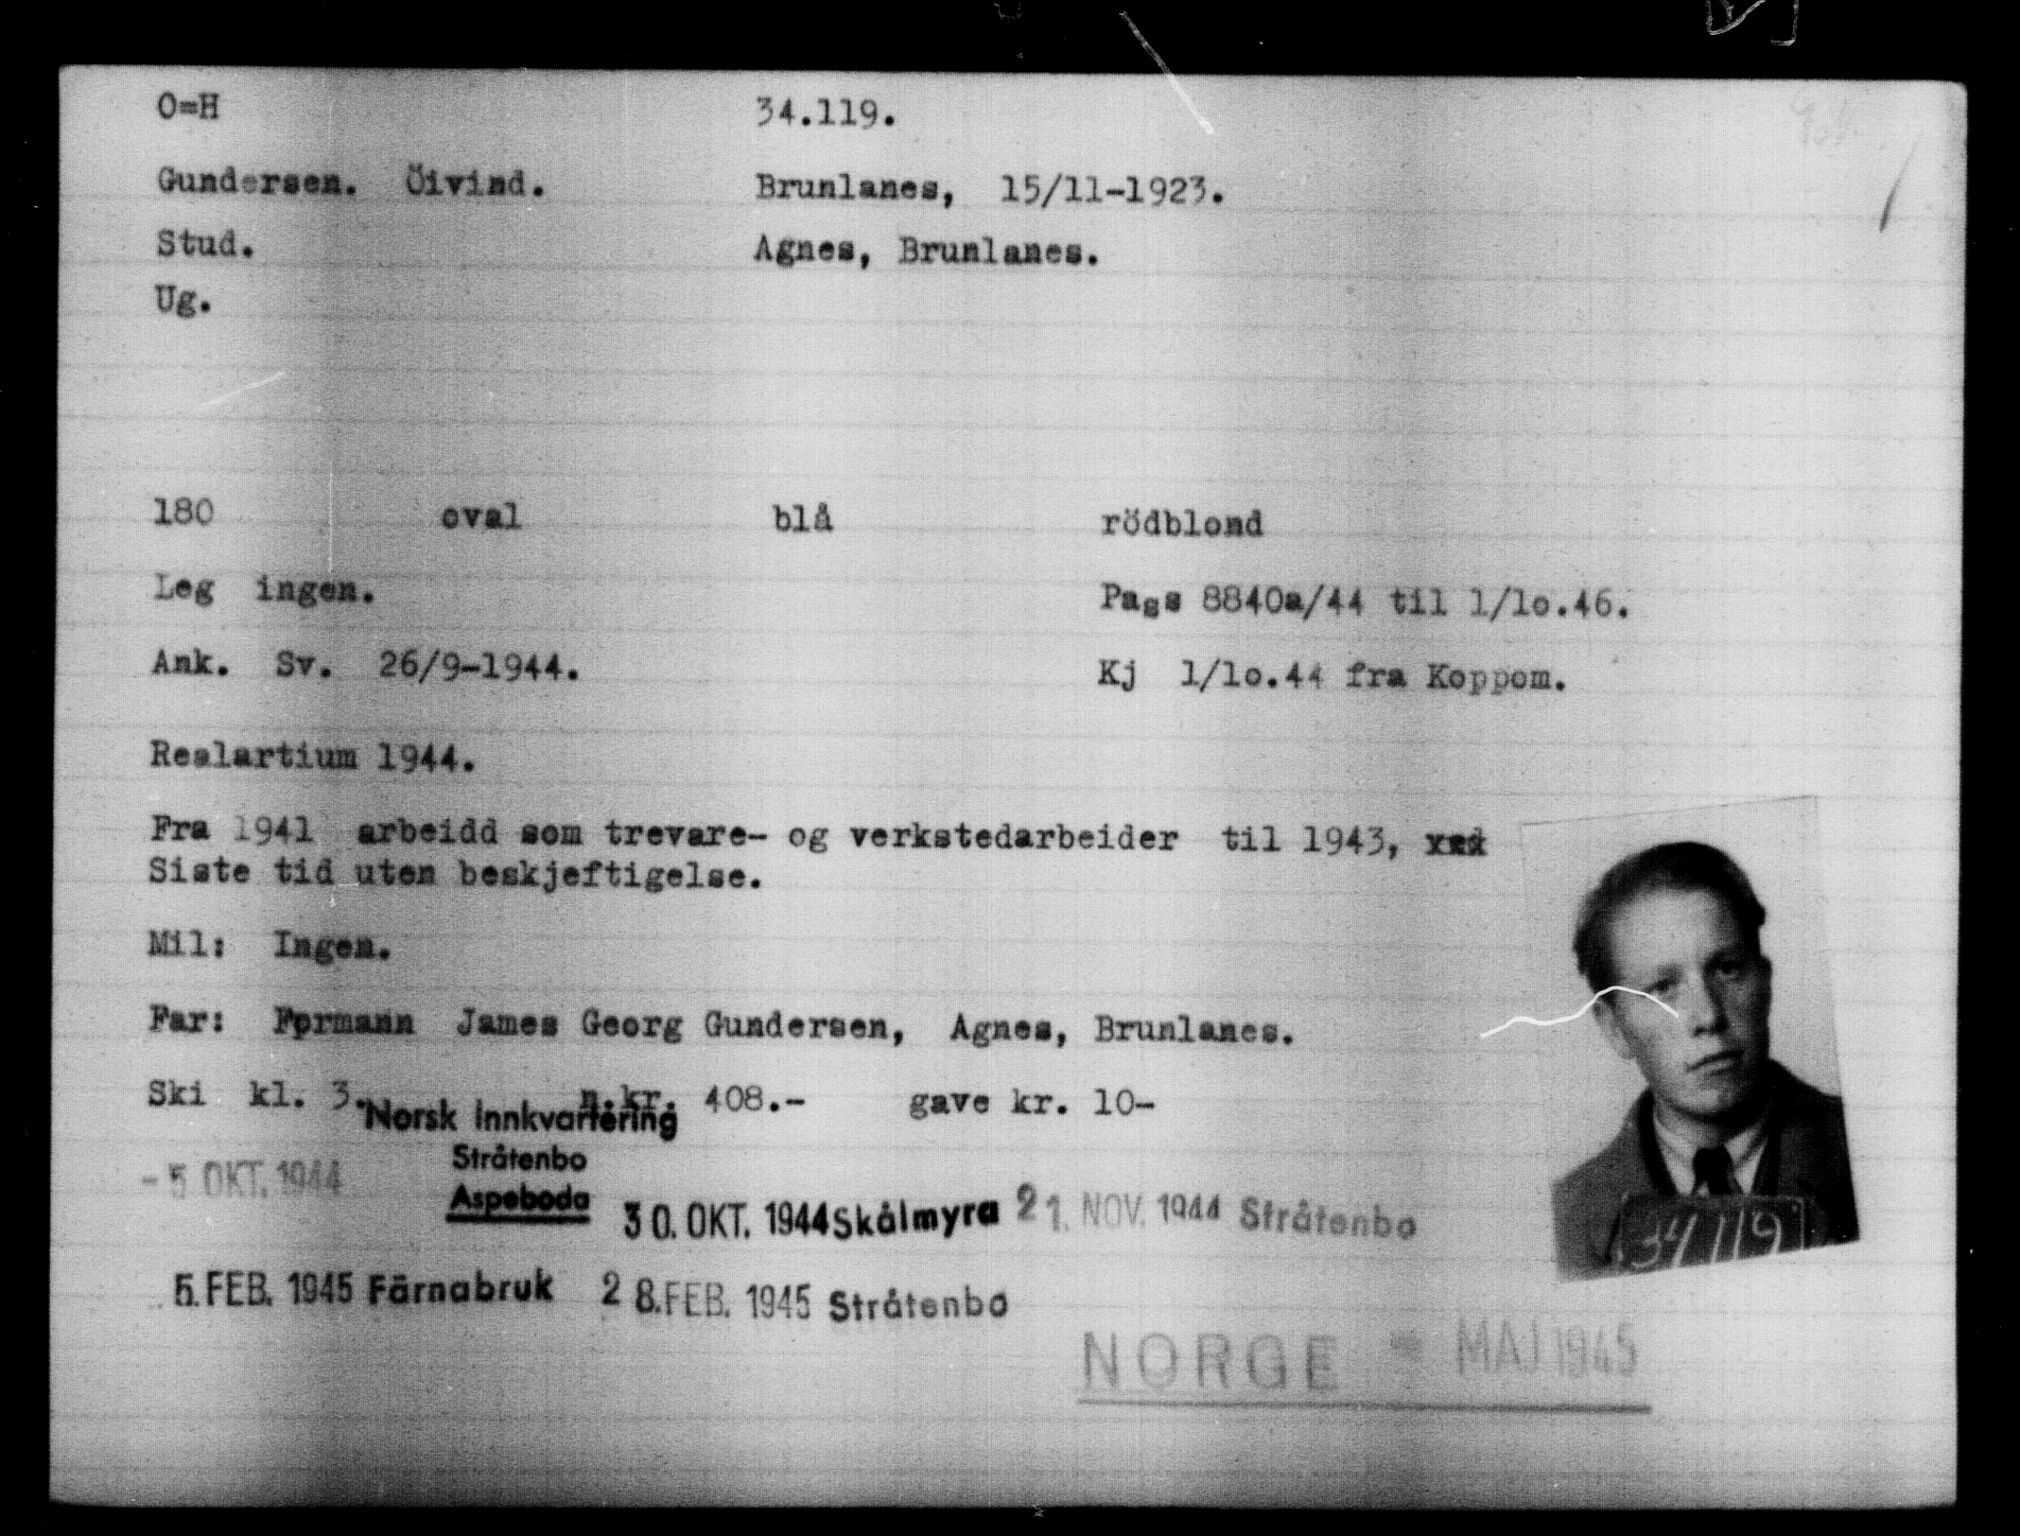 O=H 34.119.
Gundersen. Öivind. Brunlanes, 15/11-1923.
Stud. Agnes, Brunlanes.
Ug.
180 oval blå rödblond
Leg ingen. Pass 8840a/44 til 1/1o.46.
Ank. Sv. 26/9-1944. Kj 1/1o.44 fra Koppom.
Realartium 1944.
Fra 1941 arbeidd som trevare- og verkstedarbeider til 1943,
Siste tid uten beskjeftigelse.
Mil: Ingen.
Far: Formann James Georg Gundersen, Agnes, Brunlanes.
Ski kl. 3. n.kr. 408.- gave kr. 10-
Norsk Innkvartering
Stråtenbo
Aspeboda
- 5 OKT. 1944
30. OKT. 1944 Skålmyra 21. NOV. 1944 Stråtenbo
5. FEB. 1945 Färnabruk 28. FEB. 1945 Stråtenbo
NORGE - MAJ 1945
34119